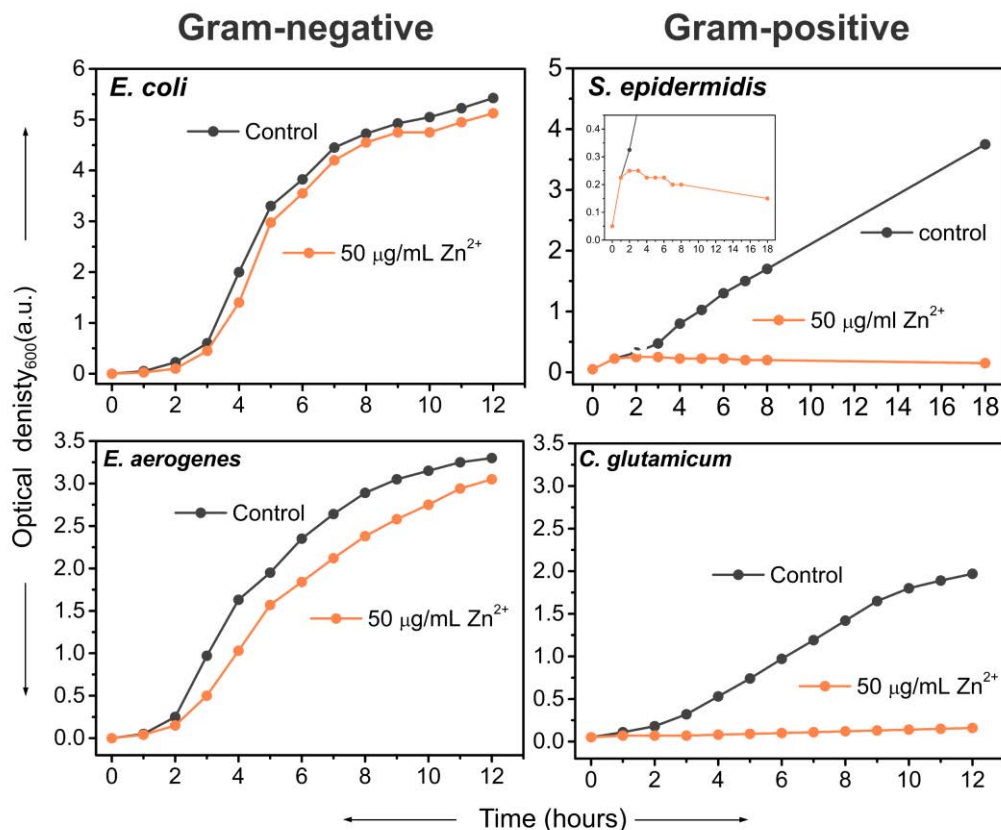 Gram-negative
Gram-positive
E. coli
Control
50 μg/mL Zn²⁺
6
5
4
3
2
1
0
0 2 4 6 8 10 12
S. epidermidis
control
50 μg/ml Zn²⁺
5
4
3
2
1
0
0 2 4 6 8 10 12 14 16 18
0.4
0.3
0.2
0.1
0.0
0 2 4 6 8 10 12 14 16 18
E. aerogenes
Control
50 μg/mL Zn²⁺
3.5
3.0
2.5
2.0
1.5
1.0
0.5
0.0
0 2 4 6 8 10 12
C. glutamicum
Control
50 μg/mL Zn²⁺
3.5
3.0
2.5
2.0
1.5
1.0
0.5
0.0
0 2 4 6 8 10 12
Optical denisty₆₀₀(a.u.)
Time (hours)